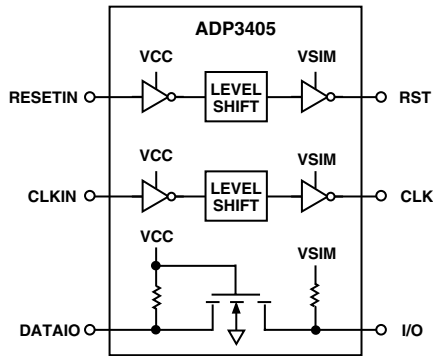 ADP3405
VCC
VSIM
RESETIN
LEVEL
SHIFT
RST
VCC
VSIM
CLKIN
LEVEL
SHIFT
CLK
VCC
VSIM
DATAIO
I/O